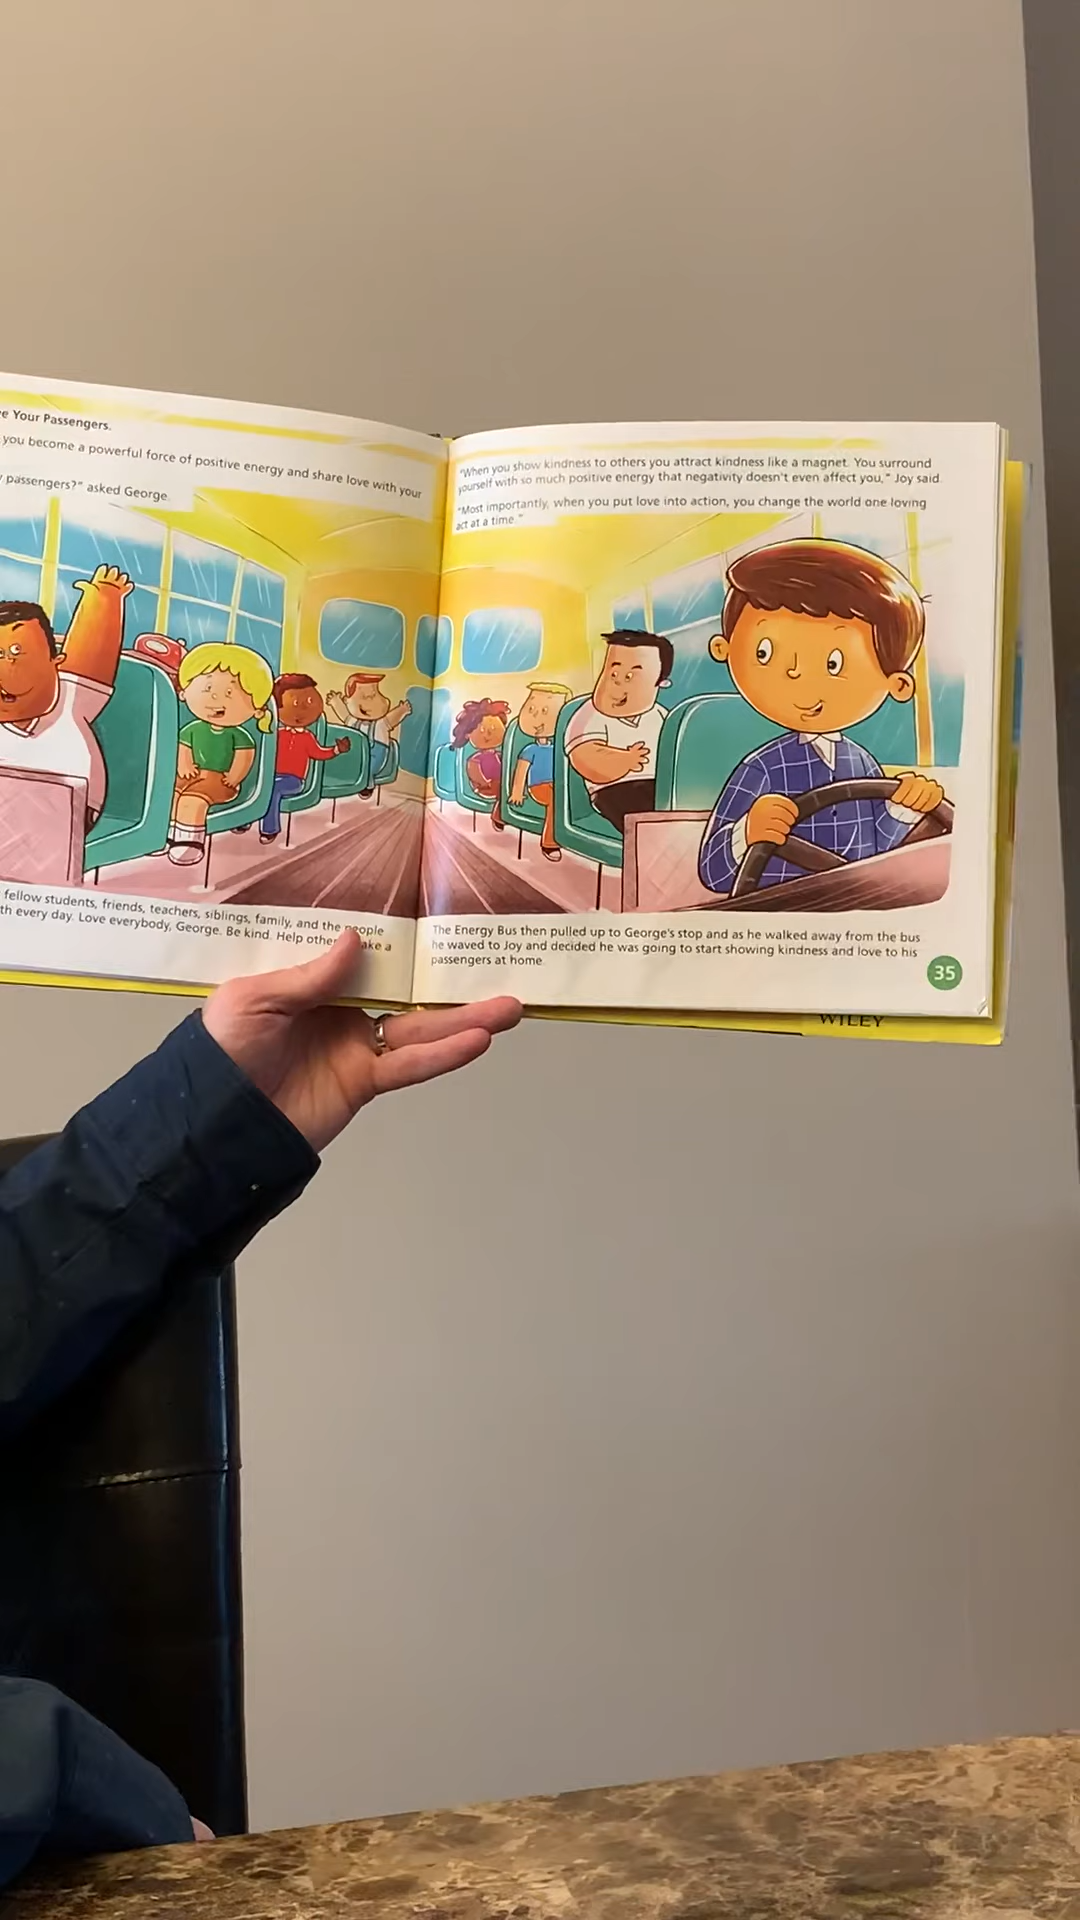 e Your Passengers.
you become a powerful force of positive energy and share love with your
passengers?" asked George.
fellow students, friends, teachers, siblings, family, and the people
th every day. Love everybody, George. Be kind. Help other ake a
"When you show kindness to others you attract kindness like a magnet. You surround
yourself with so much positive energy that negativity doesn't even affect you," Joy said.
"Most importantly, when you put love into action, you change the world one loving
act at a time."
The Energy Bus then pulled up to George's stop and as he walked away from the bus
he waved to Joy and decided he was going to start showing kindness and love to his
passengers at home.
35
WILEY